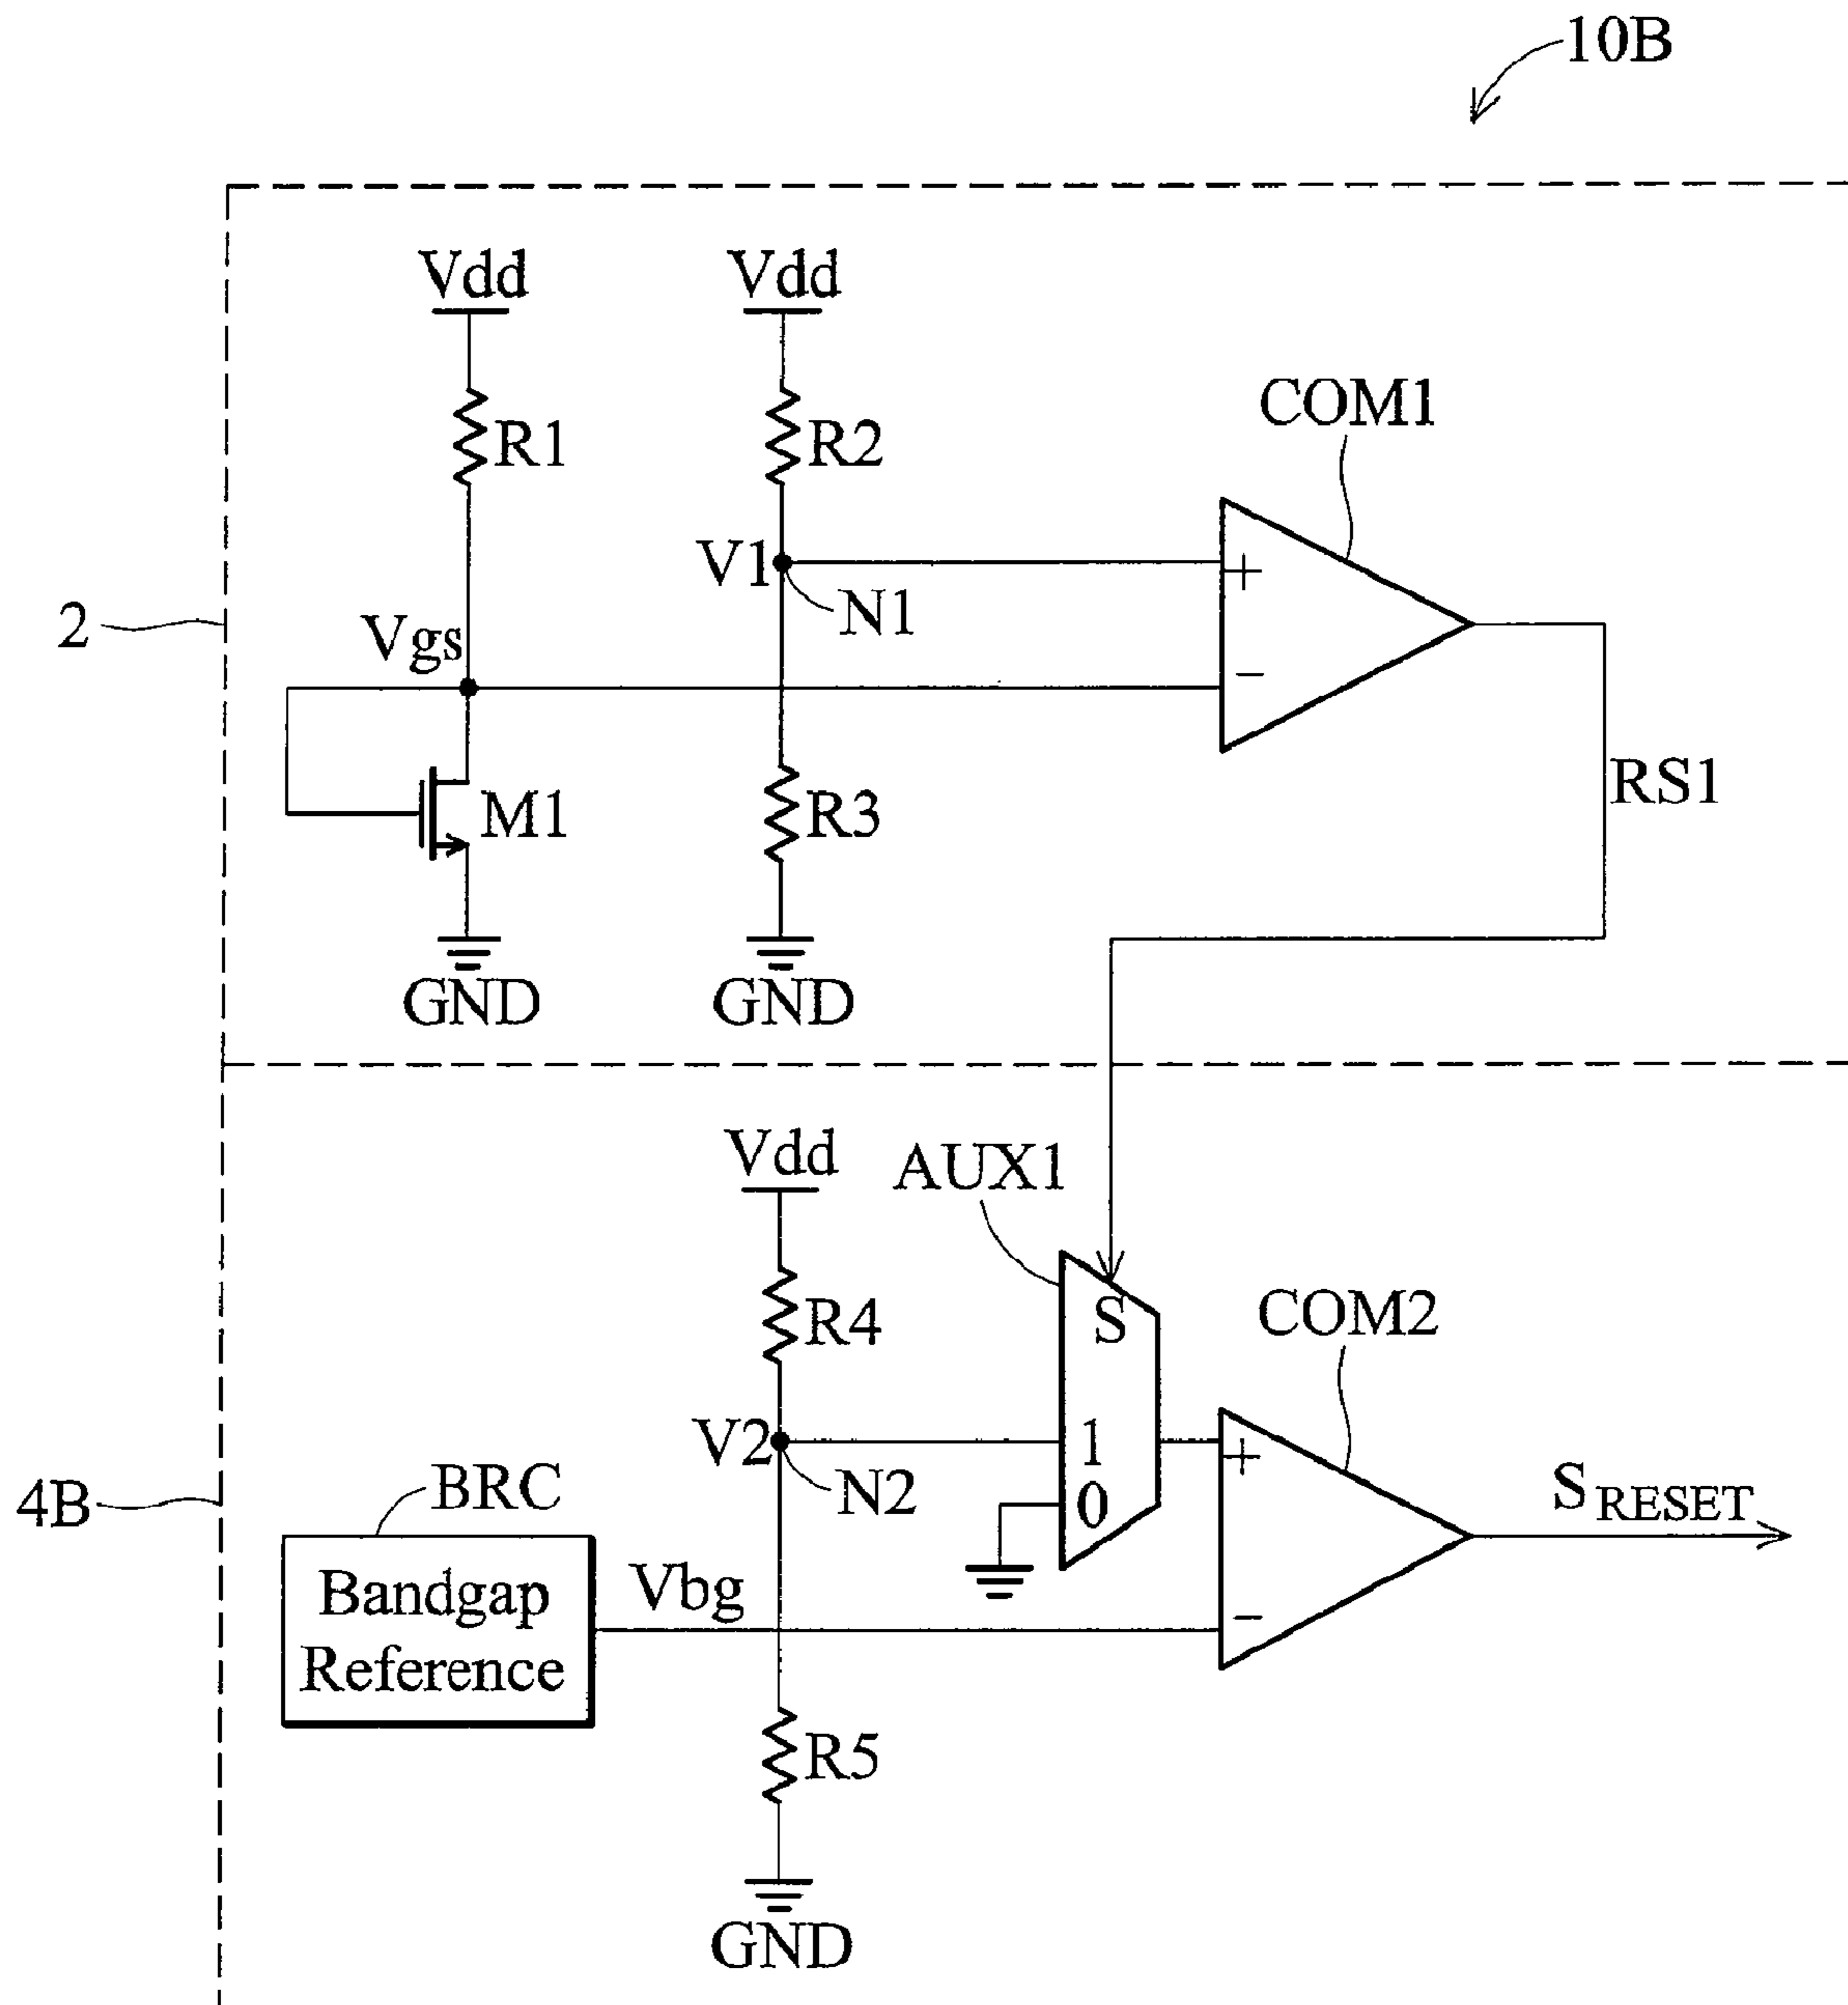 10B
Vdd
Vdd
COM1
R1
R2
V1
+
N1
2
Vgs
−
RS1
M1
R3
GND
GND
Vdd
AUX1
S
R4
COM2
V2
1
+
4B
BRC
N2
0
S RESET
Bandgap
Reference
Vbg
−
R5
GND